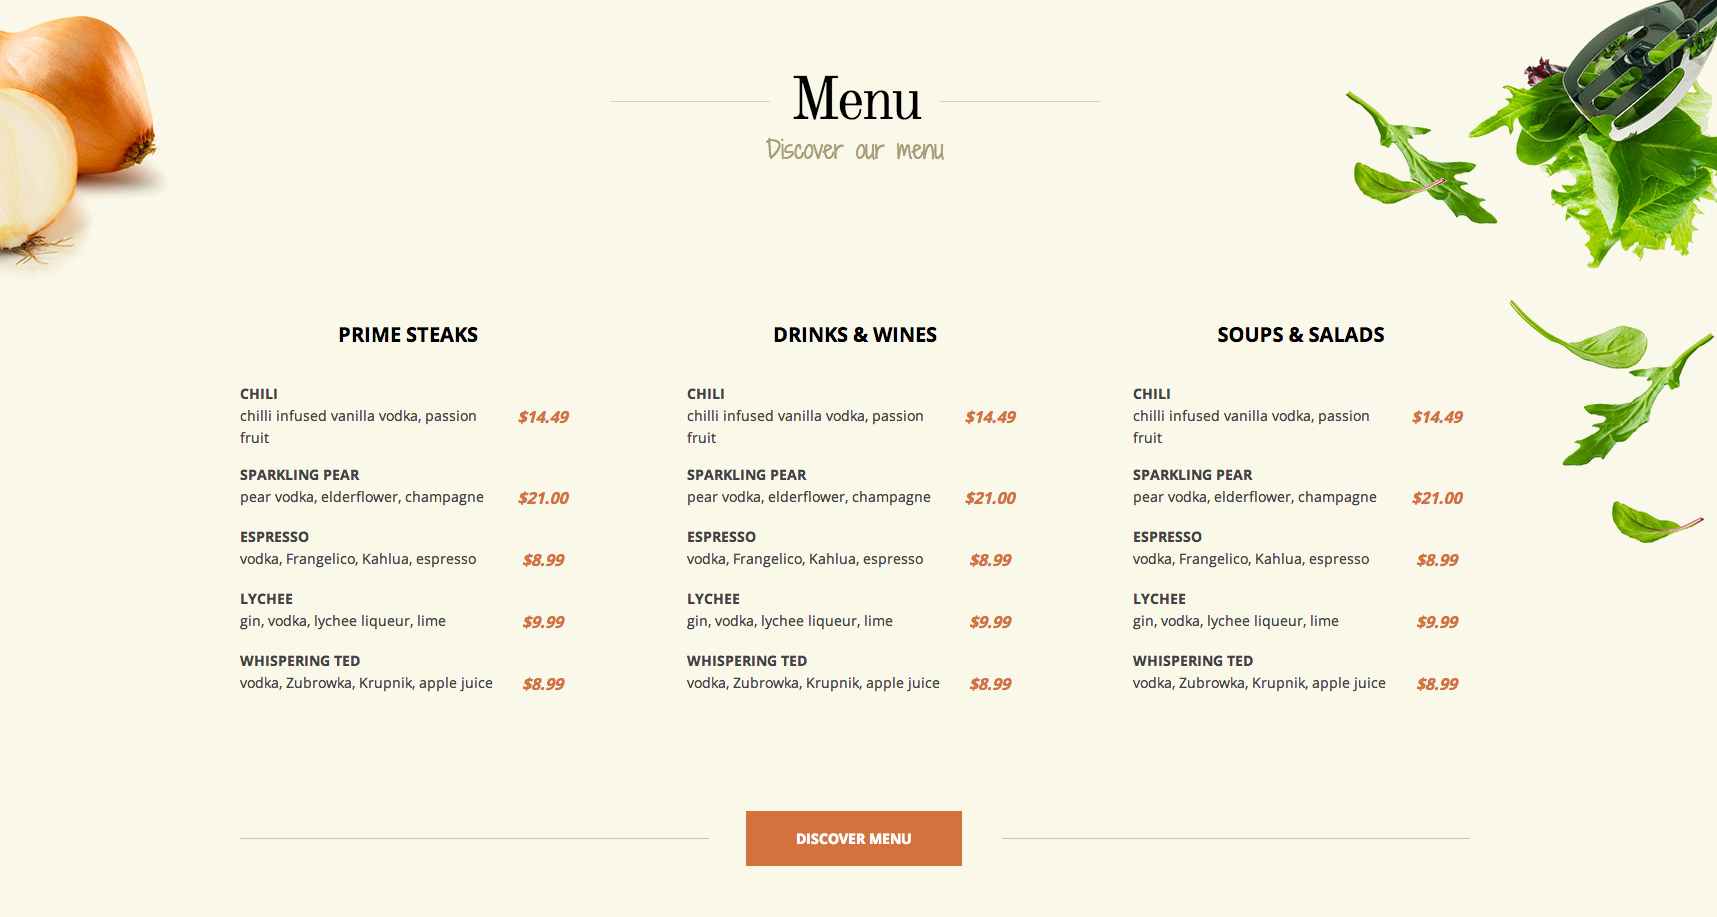 Menu
Discover our menu
PRIME STEAKS
CHILI
chilli infused vanilla vodka, passion
fruit
$14.49
SPARKLING PEAR
pear vodka, elderflower, champagne
$21.00
ESPRESSO
vodka, Frangelico, Kahlua, espresso
$8.99
LYCHEE
gin, vodka, lychee liqueur, lime
$9.99
WHISPERING TED
vodka, Zubrowka, Krupnik, apple juice
$8.99
DRINKS & WINES
CHILI
chilli infused vanilla vodka, passion
fruit
$14.49
SPARKLING PEAR
pear vodka, elderflower, champagne
$21.00
ESPRESSO
vodka, Frangelico, Kahlua, espresso
$8.99
LYCHEE
gin, vodka, lychee liqueur, lime
$9.99
WHISPERING TED
vodka, Zubrowka, Krupnik, apple juice
$8.99
SOUPS & SALADS
CHILI
chilli infused vanilla vodka, passion
fruit
$14.49
SPARKLING PEAR
pear vodka, elderflower, champagne
$21.00
ESPRESSO
vodka, Frangelico, Kahlua, espresso
$8.99
LYCHEE
gin, vodka, lychee liqueur, lime
$9.99
WHISPERING TED
vodka, Zubrowka, Krupnik, apple juice
$8.99
DISCOVER MENU